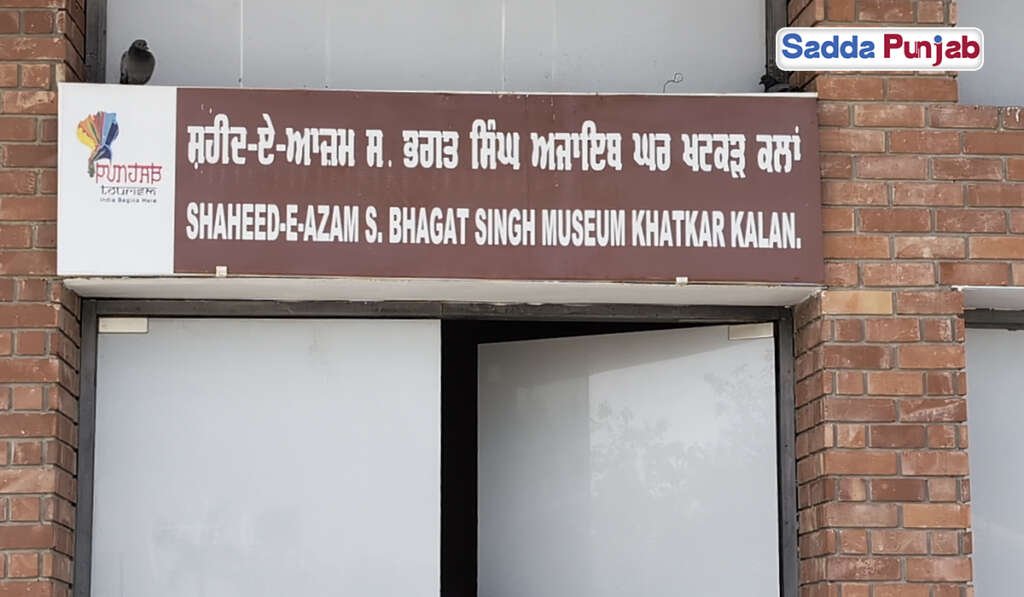 Sadda Punjab
PUNJAB
tourism
India Begins Here
ਸ਼ਹੀਦ-ਏ-ਆਜ਼ਮ ਸ. ਭਗਤ ਸਿੰਘ ਅਜਾਇਬ ਘਰ ਖਟਕੜ ਕਲਾਂ
SHAHEED-E-AZAM S. BHAGAT SINGH MUSEUM KHATKAR KALAN.